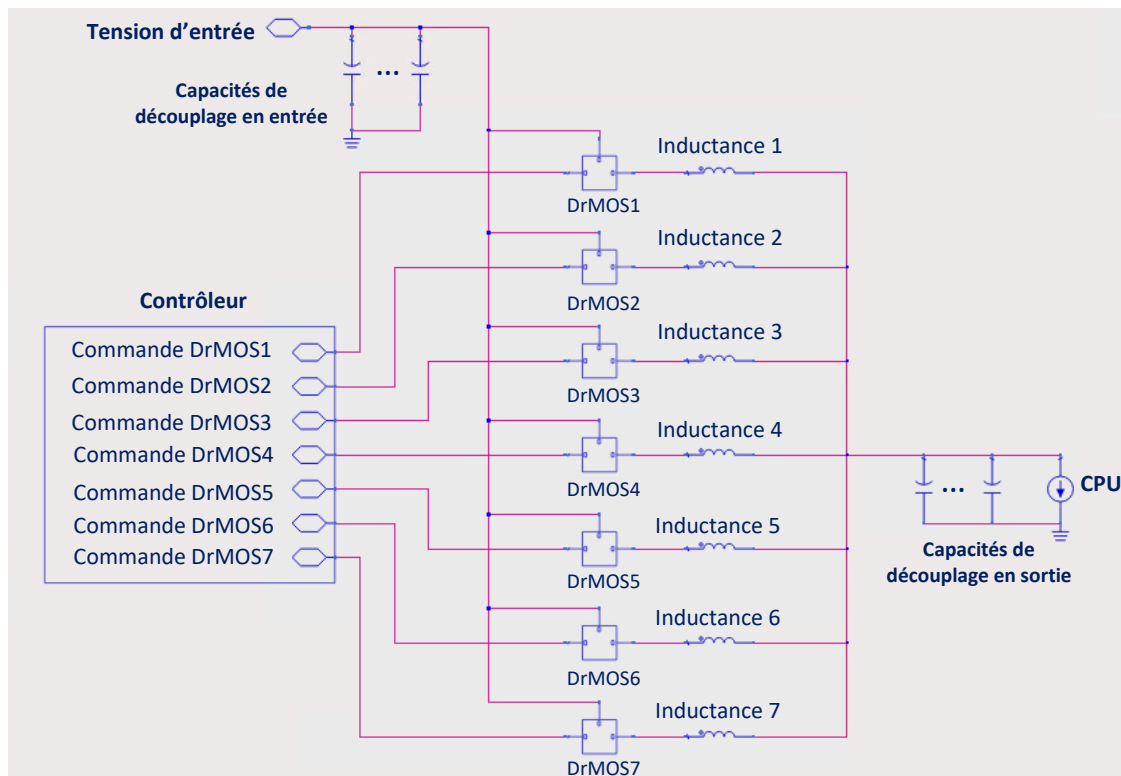 Tension d’entrée
...
Capacités de
découplage en entrée
Inductance 1
DrMOS1
Inductance 2
DrMOS2
Contrôleur
Inductance 3
DrMOS3
Commande DrMOS1
Commande DrMOS2
Commande DrMOS3
Commande DrMOS4
Commande DrMOS5
Commande DrMOS6
Commande DrMOS7
Inductance 4
DrMOS4
CPU
...
Capacités de
découplage en sortie
Inductance 5
DrMOS5
Inductance 6
DrMOS6
Inductance 7
DrMOS7